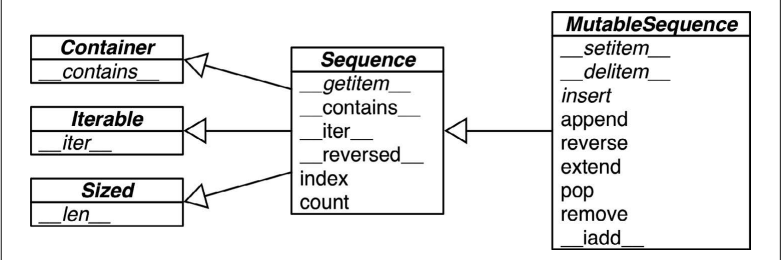 Container
__contains__
Iterable
__iter__
Sized
__len__
Sequence
__getitem__
__contains__
__iter__
__reversed__
index
count
MutableSequence
__setitem__
__delitem__
insert
append
reverse
extend
pop
remove
__iadd__